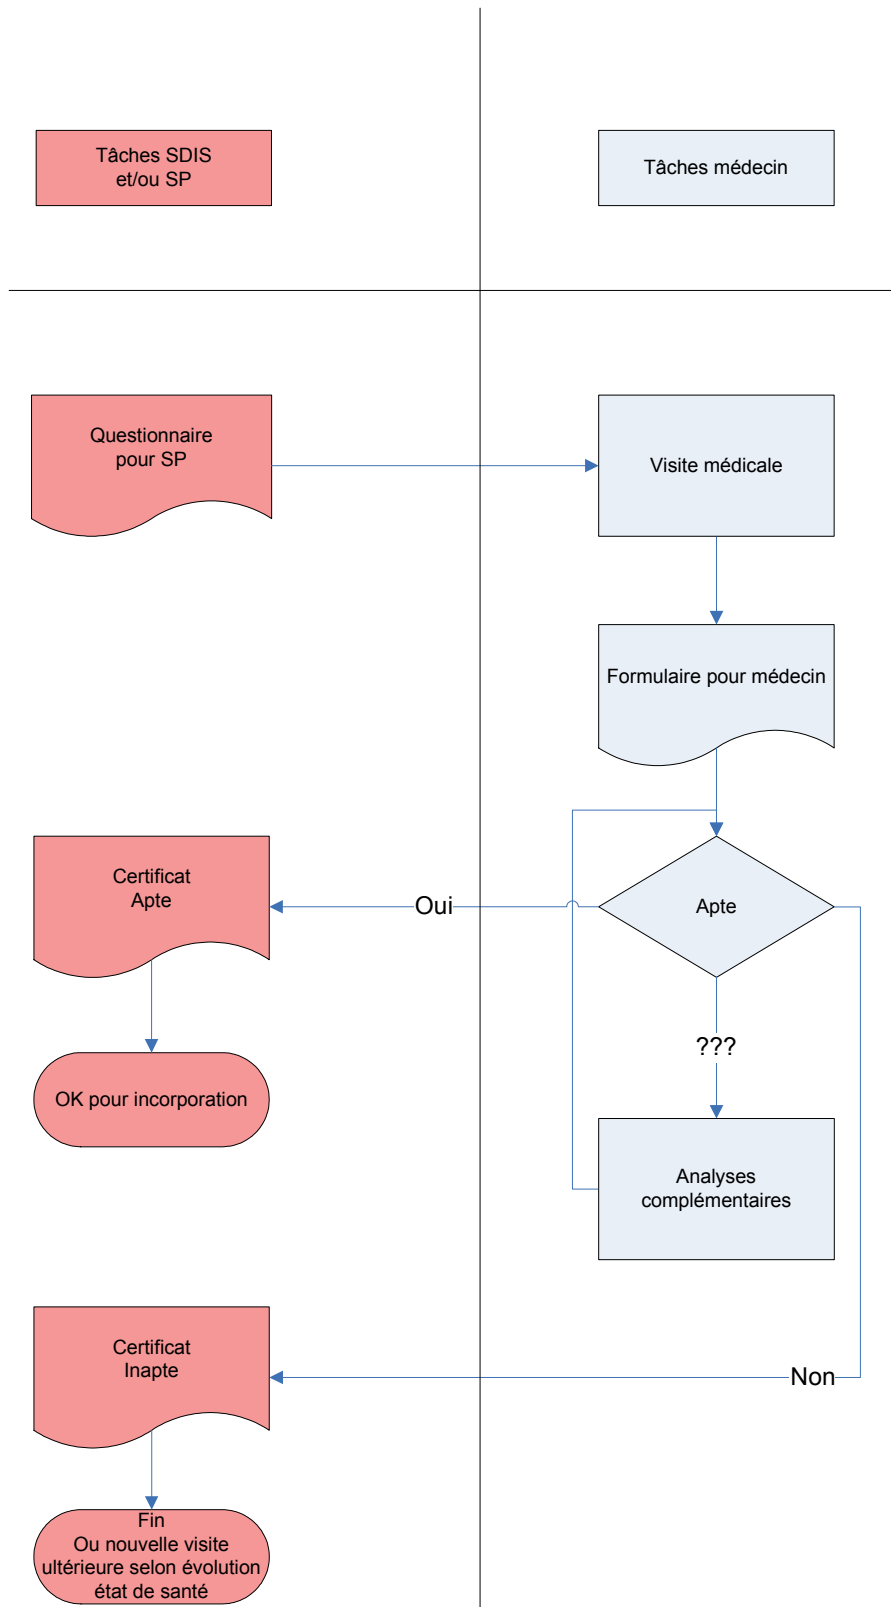 Tâches SDIS
et/ou SP
Tâches médecin
Questionnaire
pour SP
Visite médicale
Formulaire pour médecin
Certificat
Apte
Oui
Apte
???
OK pour incorporation
Analyses
complémentaires
Certificat
Inapte
Non
Fin
Ou nouvelle visite
ultérieure selon évolution
état de santé